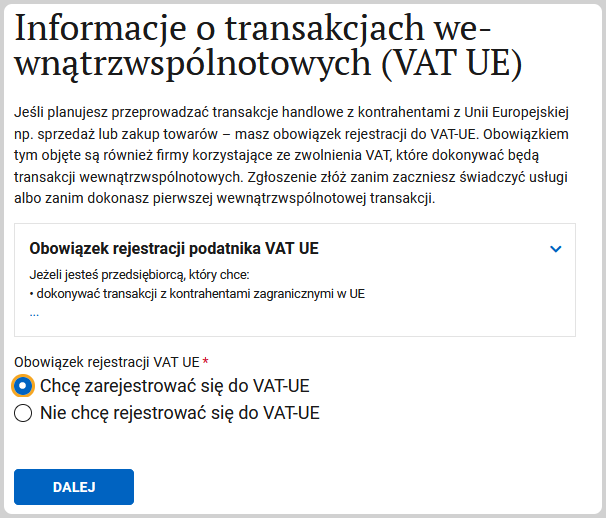 Informacje o transakcjach we-
wnątrzwspólnotowych (VAT UE)
Jeśli planujesz przeprowadzać transakcje handlowe z kontrahentami z Unii Europejskiej
np. sprzedaż lub zakup towarów – masz obowiązek rejestracji do VAT-UE. Obowiązkiem
tym objęte są również firmy korzystające ze zwolnienia VAT, które dokonywać będą
transakcji wewnątrzwspólnotowych. Zgłoszenie złóż zanim zaczniesz świadczyć usługi
albo zanim dokonasz pierwszej wewnątrzwspólnotowej transakcji.
Obowiązek rejestracji podatnika VAT UE
Jeżeli jesteś przedsiębiorcą, który chce:
• dokonywać transakcji z kontrahentami zagranicznymi w UE
...
Obowiązek rejestracji VAT UE *
Chcę zarejestrować się do VAT-UE
Nie chcę rejestrować się do VAT-UE
DALEJ